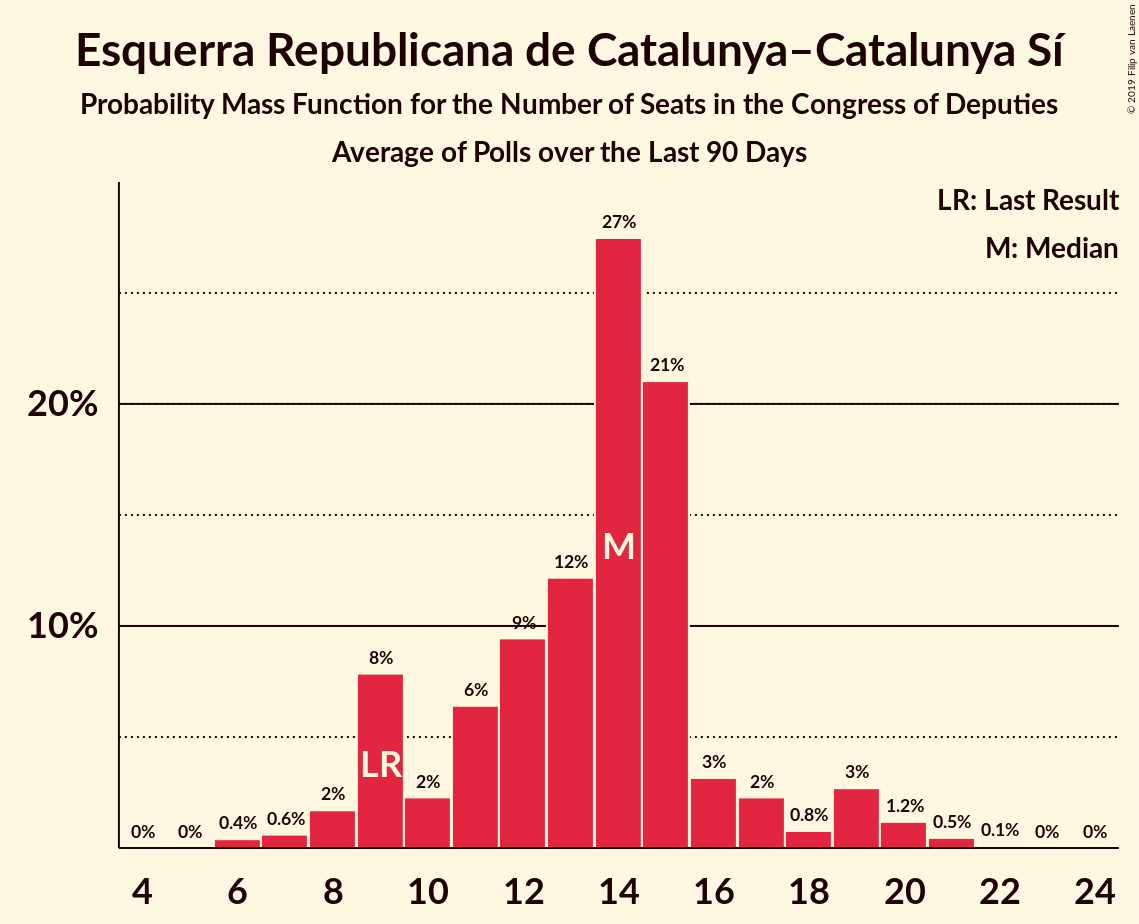 Esquerra Republicana de Catalunya–Catalunya Sí
Probability Mass Function for the Number of Seats in the Congress of Deputies
Average of Polls over the Last 90 Days
© 2019 Filip van Laenen
LR: Last Result
M: Median
20%
10%
0% 0% 0.4% 0.6% 2% 8% 2% 6% 9% 12% 27% 21% 3% 2% 0.8% 3% 1.2% 0.5% 0.1% 0% 0%
LR
M
4 6 8 10 12 14 16 18 20 22 24